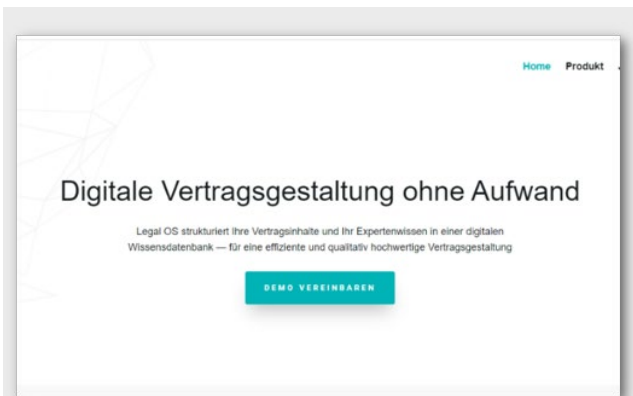 Home Produkt
Digitale Vertragsgestaltung ohne Aufwand
Legal OS strukturiert Ihre Vertragsinhalte und Ihr Expertenwissen in einer digitalen
Wissensdatenbank — für eine effiziente und qualitativ hochwertige Vertragsgestaltung
DEMO VEREINBAREN